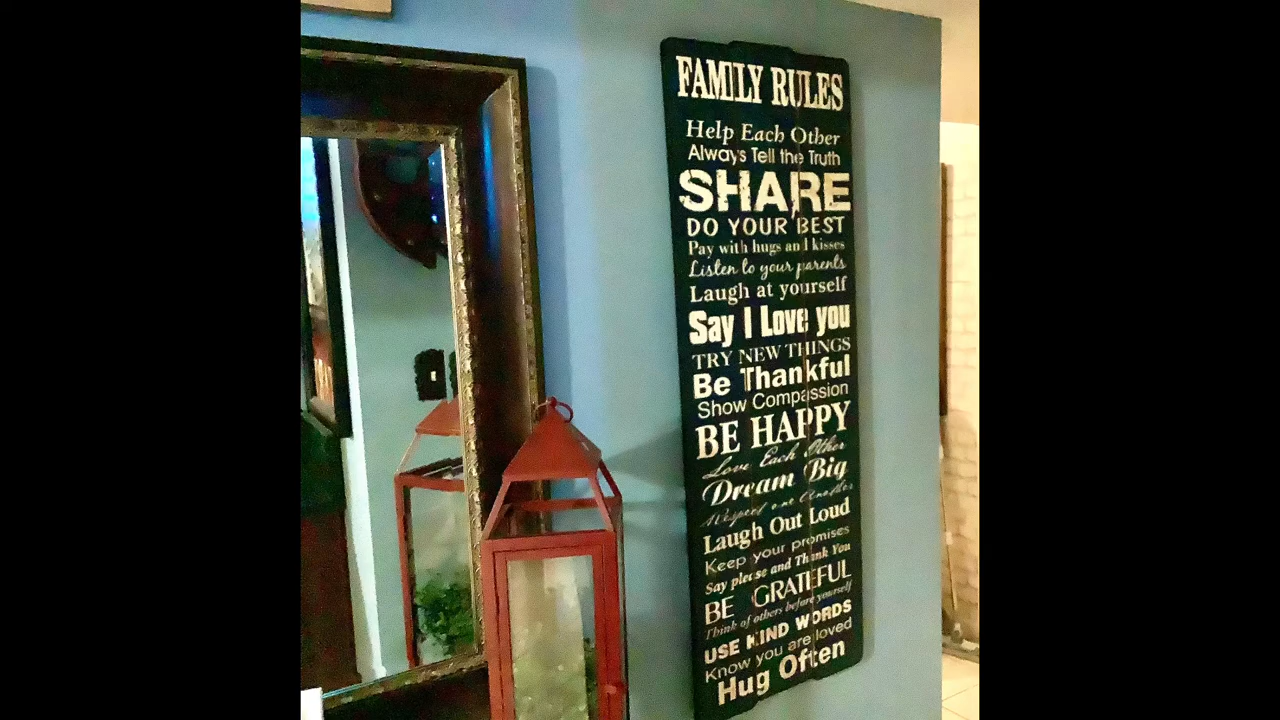 FAMILY RULES
Help Each Other
Always Tell the Truth
SHARE
DO YOUR BEST
Pay with hugs and kisses
Listen to your parents
Laugh at yourself
Say I Love you
TRY NEW THINGS
Be Thankful
Show Compassion
BE HAPPY
Love Each Other
Dream Big
Respect one Another
Laugh Out Loud
Keep your promises
Say please and Thank You
BE GRATEFUL
Think of others before yourself
USE KIND WORDS
Know you are loved
Hug Often